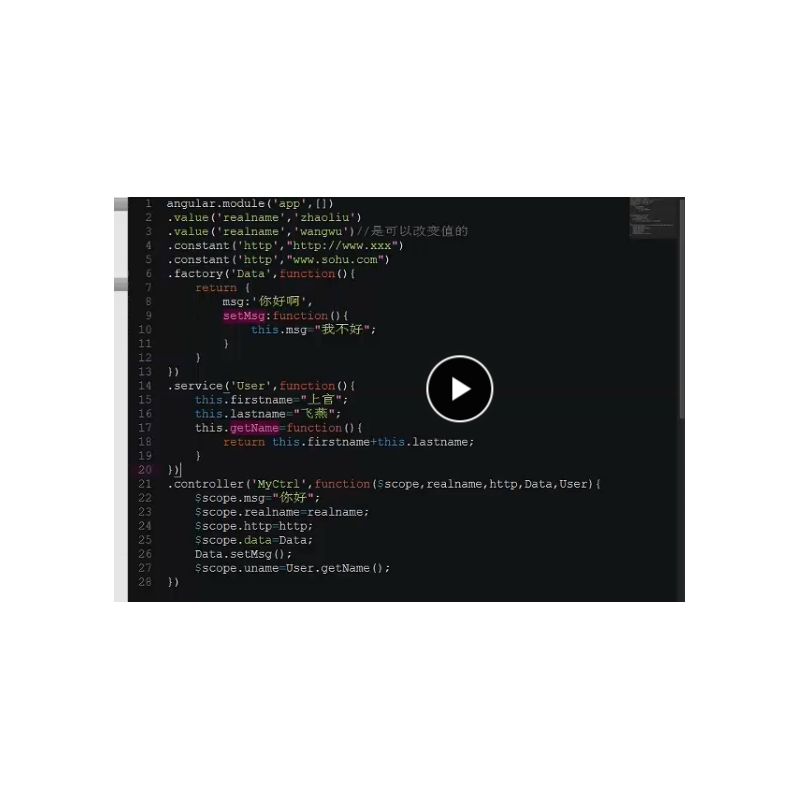 1 angular.module('app',[])
2 .value('realname','zhaoliu')
3 .value('realname','wangwu')//是可以改变值的
4 .constant('http',"http://www.xxx")
5 .constant('http',"www.sohu.com")
6 .factory('Data',function(){
7 return {
8 msg:'你好啊',
9 setMsg:function(){
10 this.msg="我不好";
11 }
12 }
13 })
14 .service('User',function(){
15 this.firstname="上官";
16 this.lastname="飞燕";
17 this.getName=function(){
18 return this.firstname+this.lastname;
19 }
20 })
21 .controller('MyCtrl',function($scope,realname,http,Data,User){
22 $scope.msg="你好";
23 $scope.realname=realname;
24 $scope.http=http;
25 $scope.data=Data;
26 Data.setMsg();
27 $scope.uname=User.getName();
28 })